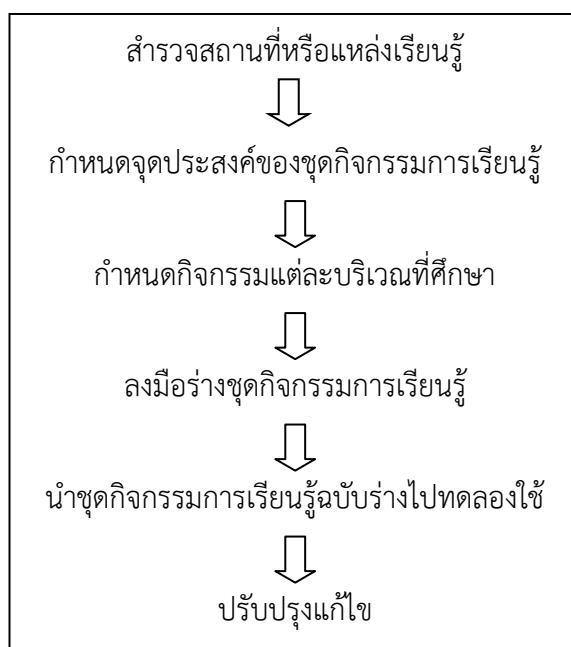 สำรวจสถานที่หรือแหล่งเรียนรู้
กำหนดจุดประสงค์ของชุดกิจกรรมการเรียนรู้
กำหนดกิจกรรมแต่ละบริเวณที่ศึกษา
ลงมือร่างชุดกิจกรรมการเรียนรู้
นำชุดกิจกรรมการเรียนรู้ฉบับร่างไปทดลองใช้
ปรับปรุงแก้ไข